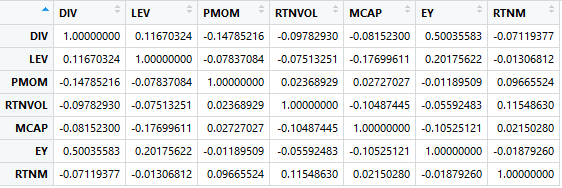 DIV LEV PMOM RTNVOL MCAP EY RTNM
DIV 1.00000000 0.11670324 -0.14785216 -0.09782930 -0.08152300 0.50035583 -0.07119377
LEV 0.11670324 1.00000000 -0.07837084 -0.07513251 -0.17699611 0.20175622 -0.01306812
PMOM -0.14785216 -0.07837084 1.00000000 0.02368929 0.02727027 -0.01189509 0.09665524
RTNVOL -0.09782930 -0.07513251 0.02368929 1.00000000 -0.10487445 -0.05592483 0.11548630
MCAP -0.08152300 -0.17699611 0.02727027 -0.10487445 1.00000000 -0.10525121 0.02150280
EY 0.50035583 0.20175622 -0.01189509 -0.05592483 -0.10525121 1.00000000 -0.01879260
RTNM -0.07119377 -0.01306812 0.09665524 0.11548630 0.02150280 -0.01879260 1.00000000